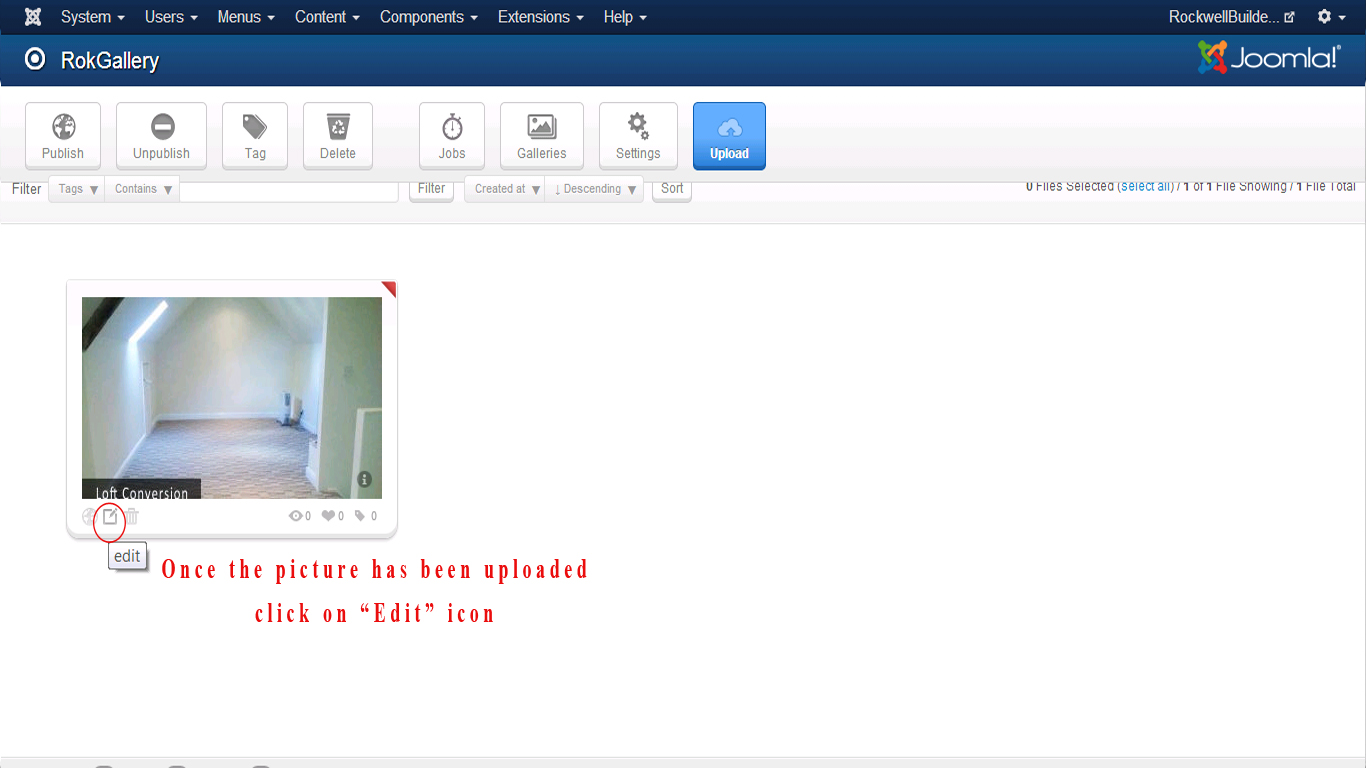 System Users Menus Content Components Extensions Help RockwellBuilde...
RokGallery Joomla!®
Publish Unpublish Tag Delete Jobs Galleries Settings Upload
Filter Tags ▼ Contains ▼ Filter Created at ▼ ↓ Descending ▼ Sort 0 Files Selected (select all) / 1 of 1 File Showing / 1 File Total
Loft Conversion
0 0 0
edit
Once the picture has been uploaded
click on “Edit” icon